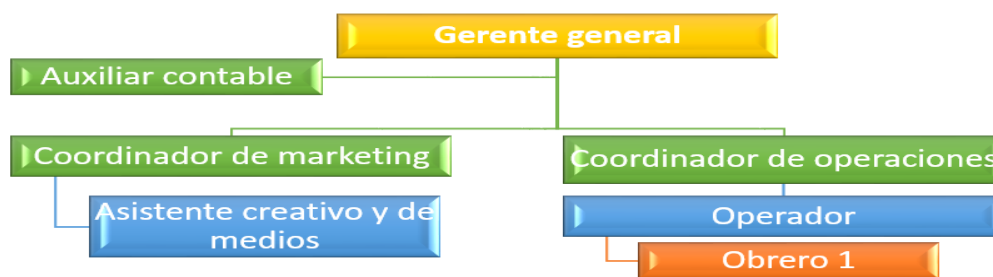 Gerente general
Auxiliar contable
Coordinador de marketing
Coordinador de operaciones
Asistente creativo y de
medios
Operador
Obrero 1